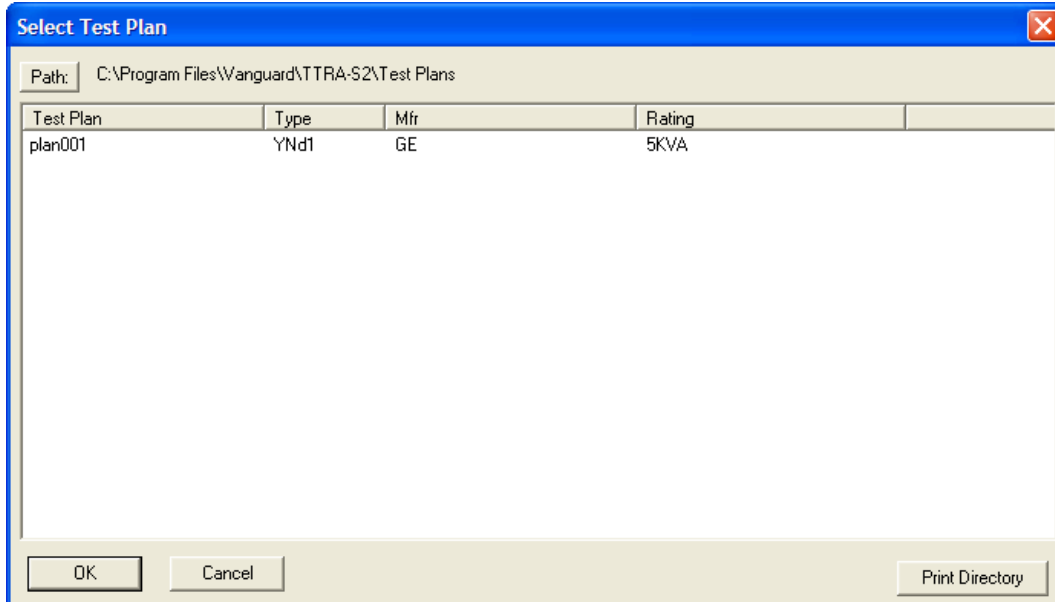 Select Test Plan
Path: C:\Program Files\Vanguard\TTRA-S2\Test Plans
Test Plan Type Mfr Rating
plan001 YNd1 GE 5KVA
OK Cancel Print Directory